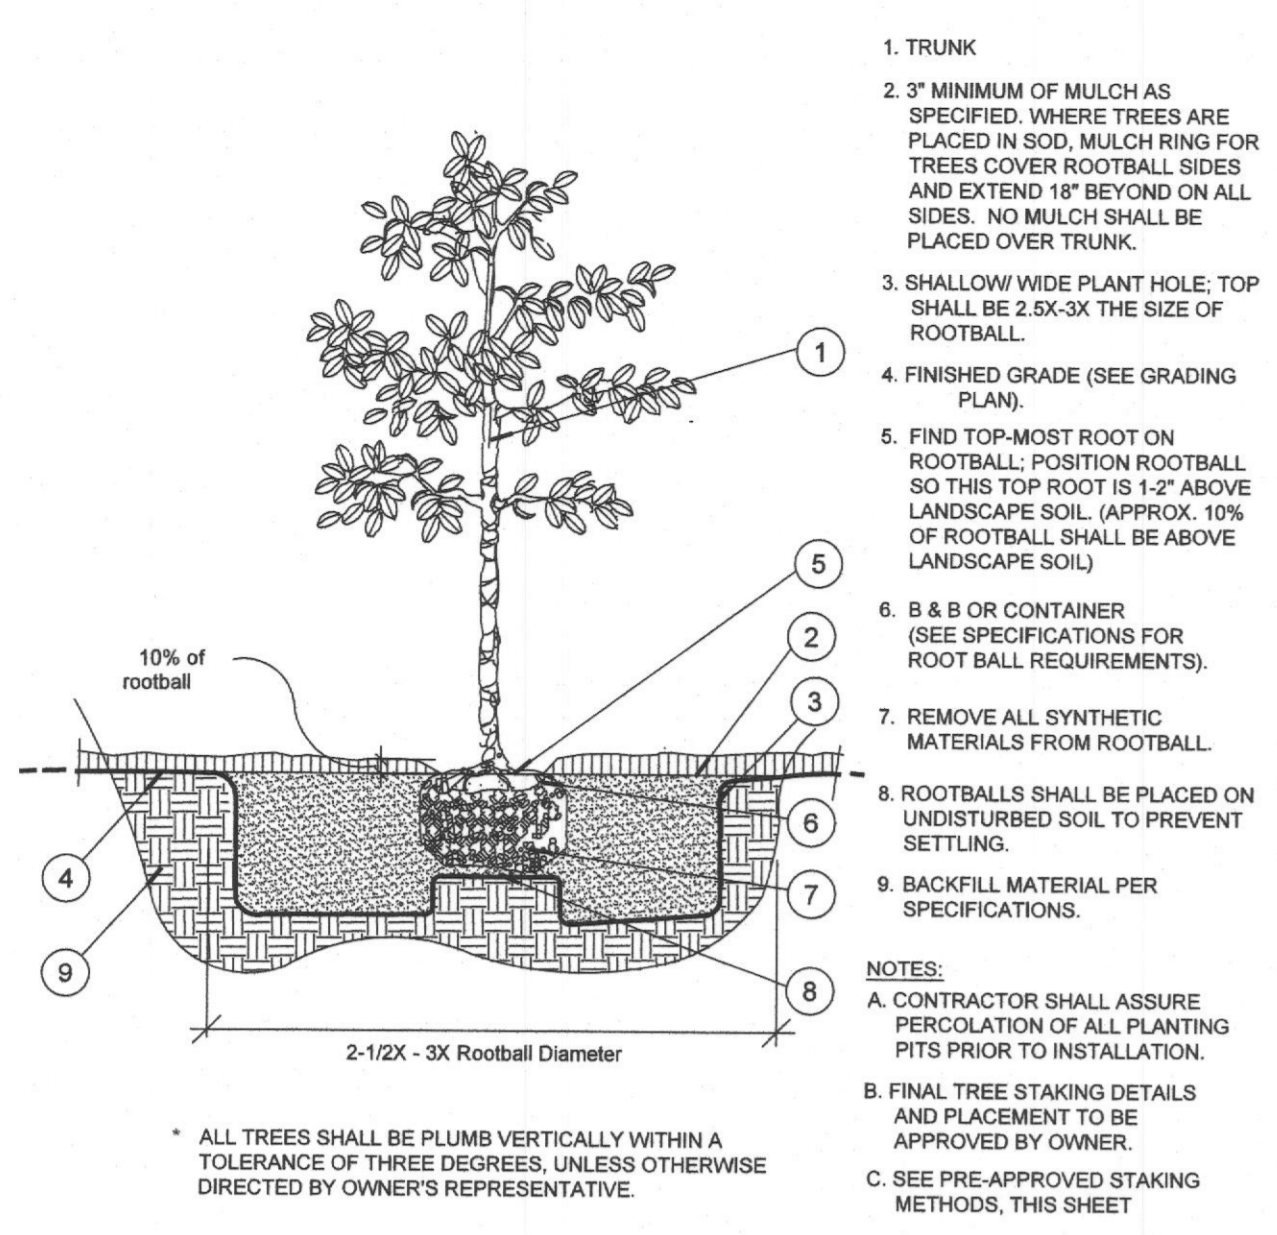 1. TRUNK
2. 3" MINIMUM OF MULCH AS
SPECIFIED. WHERE TREES ARE
PLACED IN SOD, MULCH RING FOR
TREES COVER ROOTBALL SIDES
AND EXTEND 18" BEYOND ON ALL
SIDES. NO MULCH SHALL BE
PLACED OVER TRUNK.
3. SHALLOW/ WIDE PLANT HOLE; TOP
SHALL BE 2.5X-3X THE SIZE OF
ROOTBALL.
4. FINISHED GRADE (SEE GRADING
PLAN).
5. FIND TOP-MOST ROOT ON
ROOTBALL; POSITION ROOTBALL
SO THIS TOP ROOT IS 1-2" ABOVE
LANDSCAPE SOIL. (APPROX. 10%
OF ROOTBALL SHALL BE ABOVE
LANDSCAPE SOIL)
6. B & B OR CONTAINER
(SEE SPECIFICATIONS FOR
ROOT BALL REQUIREMENTS).
7. REMOVE ALL SYNTHETIC
MATERIALS FROM ROOTBALL.
8. ROOTBALLS SHALL BE PLACED ON
UNDISTURBED SOIL TO PREVENT
SETTLING.
9. BACKFILL MATERIAL PER
SPECIFICATIONS.
NOTES:
A. CONTRACTOR SHALL ASSURE
PERCOLATION OF ALL PLANTING
PITS PRIOR TO INSTALLATION.
B. FINAL TREE STAKING DETAILS
AND PLACEMENT TO BE
APPROVED BY OWNER.
C. SEE PRE-APPROVED STAKING
METHODS, THIS SHEET
1
5
2
3
6
7
8
4
9
10% of
rootball
2-1/2X - 3X Rootball Diameter
* ALL TREES SHALL BE PLUMB VERTICALLY WITHIN A
TOLERANCE OF THREE DEGREES, UNLESS OTHERWISE
DIRECTED BY OWNER'S REPRESENTATIVE.